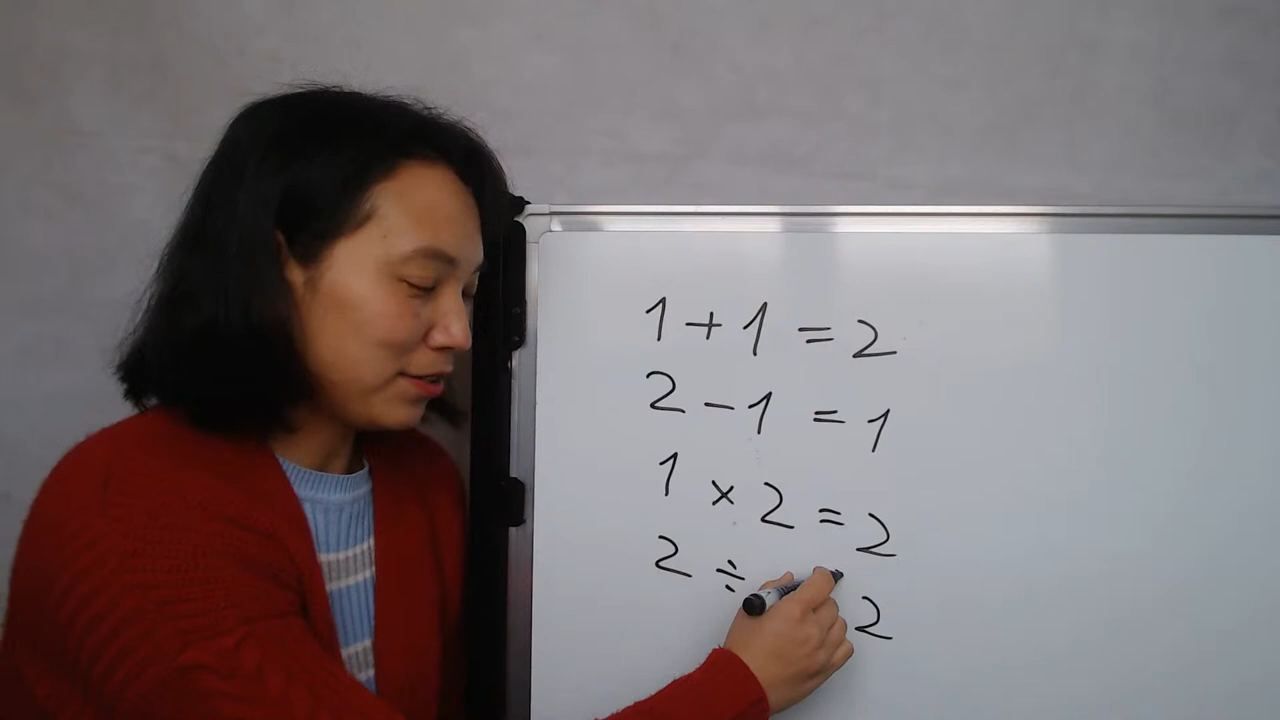 1 + 1 = 2
2 - 1 = 1
1 × 2 = 2
2 ÷ 2